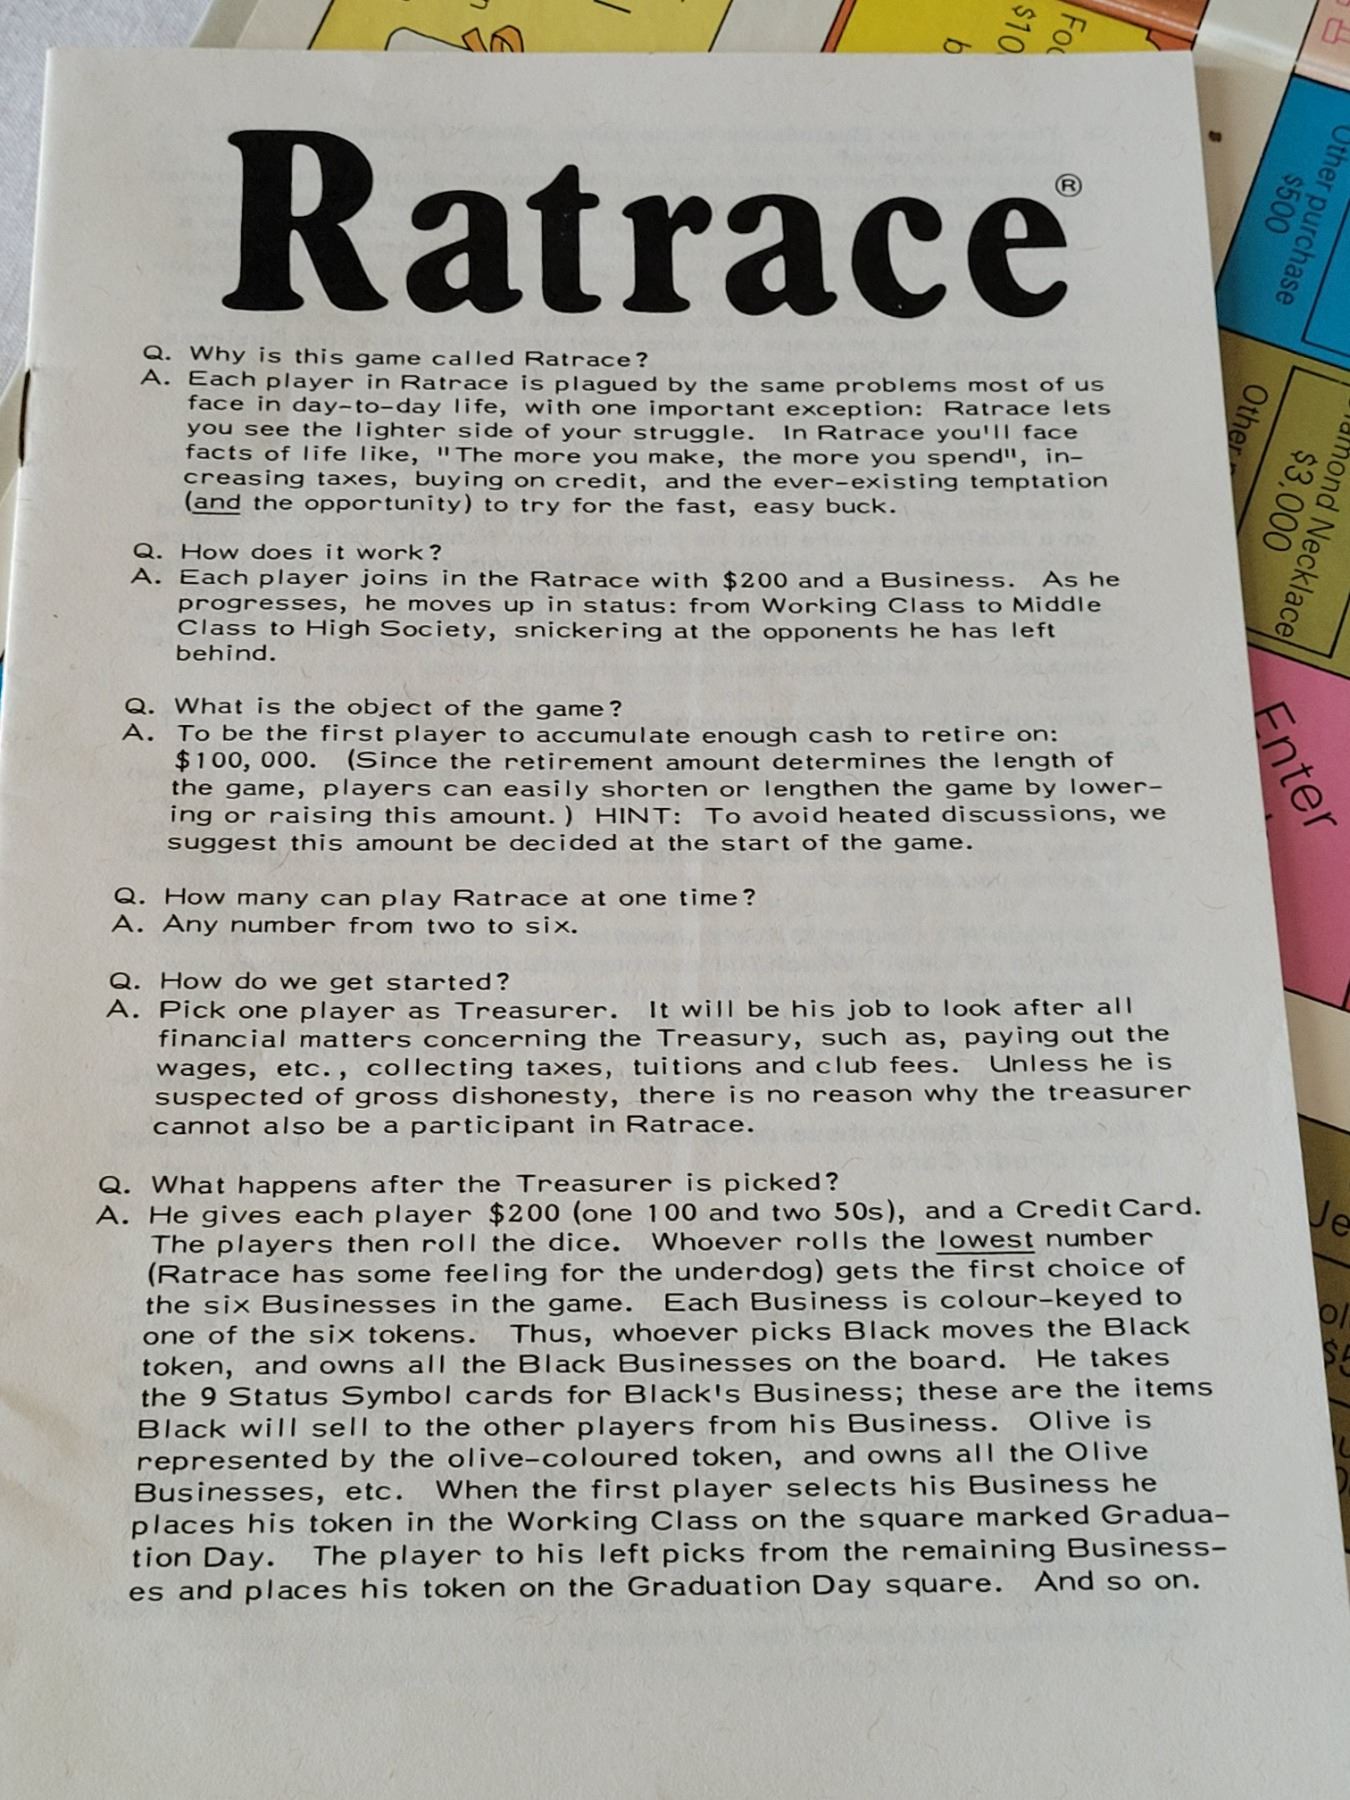 Ratrace®
Q. Why is this game called Ratrace?
A. Each player in Ratrace is plagued by the same problems most of us
face in day-to-day life, with one important exception: Ratrace lets
you see the lighter side of your struggle. In Ratrace you'll face
facts of life like, "The more you make, the more you spend", in-
creasing taxes, buying on credit, and the ever-existing temptation
(and the opportunity) to try for the fast, easy buck.
Q. How does it work?
A. Each player joins in the Ratrace with $200 and a Business. As he
progresses, he moves up in status: from Working Class to Middle
Class to High Society, snickering at the opponents he has left
behind.
Q. What is the object of the game?
A. To be the first player to accumulate enough cash to retire on:
$100, 000. (Since the retirement amount determines the length of
the game, players can easily shorten or lengthen the game by lower-
ing or raising this amount. ) HINT: To avoid heated discussions, we
suggest this amount be decided at the start of the game.
Q. How many can play Ratrace at one time?
A. Any number from two to six.
Q. How do we get started?
A. Pick one player as Treasurer. It will be his job to look after all
financial matters concerning the Treasury, such as, paying out the
wages, etc., collecting taxes, tuitions and club fees. Unless he is
suspected of gross dishonesty, there is no reason why the treasurer
cannot also be a participant in Ratrace.
Q. What happens after the Treasurer is picked?
A. He gives each player $200 (one 100 and two 50s), and a Credit Card.
The players then roll the dice. Whoever rolls the lowest number
(Ratrace has some feeling for the underdog) gets the first choice of
the six Businesses in the game. Each Business is colour-keyed to
one of the six tokens. Thus, whoever picks Black moves the Black
token, and owns all the Black Businesses on the board. He takes
the 9 Status Symbol cards for Black's Business; these are the items
Black will sell to the other players from his Business. Olive is
represented by the olive-coloured token, and owns all the Olive
Businesses, etc. When the first player selects his Business he
places his token in the Working Class on the square marked Gradua-
tion Day. The player to his left picks from the remaining Business-
es and places his token on the Graduation Day square. And so on.
Other purchase
$500
Necklace
$3,000
Other
Enter